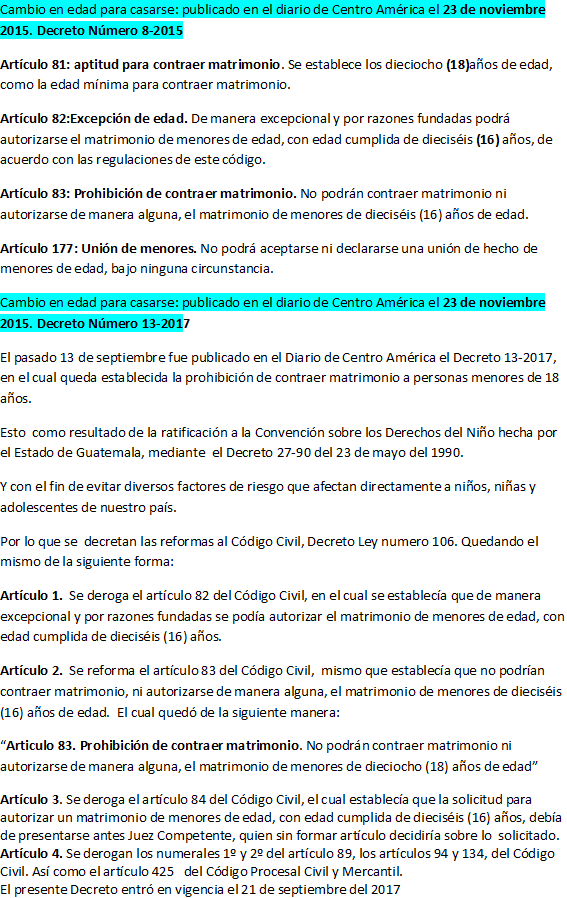 Cambio en edad para casarse: publicado en el diario de Centro América el 23 de noviembre
2015. Decreto Número 8-2015
Artículo 81: aptitud para contraer matrimonio. Se establece los dieciocho (18)años de edad,
como la edad mínima para contraer matrimonio.
Artículo 82:Excepción de edad. De manera excepcional y por razones fundadas podrá
autorizarse el matrimonio de menores de edad, con edad cumplida de dieciséis (16) años, de
acuerdo con las regulaciones de este código.
Artículo 83: Prohibición de contraer matrimonio. No podrán contraer matrimonio ni
autorizarse de manera alguna, el matrimonio de menores de dieciséis (16) años de edad.
Artículo 177: Unión de menores. No podrá aceptarse ni declararse una unión de hecho de
menores de edad, bajo ninguna circunstancia.
Cambio en edad para casarse: publicado en el diario de Centro América el 23 de noviembre
2015. Decreto Número 13-2017
El pasado 13 de septiembre fue publicado en el Diario de Centro América el Decreto 13-2017,
en el cual queda establecida la prohibición de contraer matrimonio a personas menores de 18
años.
Esto como resultado de la ratificación a la Convención sobre los Derechos del Niño hecha por
el Estado de Guatemala, mediante el Decreto 27-90 del 23 de mayo del 1990.
Y con el fin de evitar diversos factores de riesgo que afectan directamente a niños, niñas y
adolescentes de nuestro país.
Por lo que se decretan las reformas al Código Civil, Decreto Ley numero 106. Quedando el
mismo de la siguiente forma:
Artículo 1. Se deroga el artículo 82 del Código Civil, en el cual se establecía que de manera
excepcional y por razones fundadas se podía autorizar el matrimonio de menores de edad, con
edad cumplida de dieciséis (16) años.
Artículo 2. Se reforma el artículo 83 del Código Civil, mismo que establecía que no podrían
contraer matrimonio, ni autorizarse de manera alguna, el matrimonio de menores de dieciséis
(16) años de edad. El cual quedó de la siguiente manera:
“Articulo 83. Prohibición de contraer matrimonio. No podrán contraer matrimonio ni
autorizarse de manera alguna, el matrimonio de menores de dieciocho (18) años de edad”
Artículo 3. Se deroga el artículo 84 del Código Civil, el cual establecía que la solicitud para
autorizar un matrimonio de menores de edad, con edad cumplida de dieciséis (16) años, debía
de presentarse antes Juez Competente, quien sin formar artículo decidiría sobre lo solicitado.
Artículo 4. Se derogan los numerales 1º y 2º del artículo 89, los artículos 94 y 134, del Código
Civil. Así como el artículo 425 del Código Procesal Civil y Mercantil.
El presente Decreto entró en vigencia el 21 de septiembre del 2017